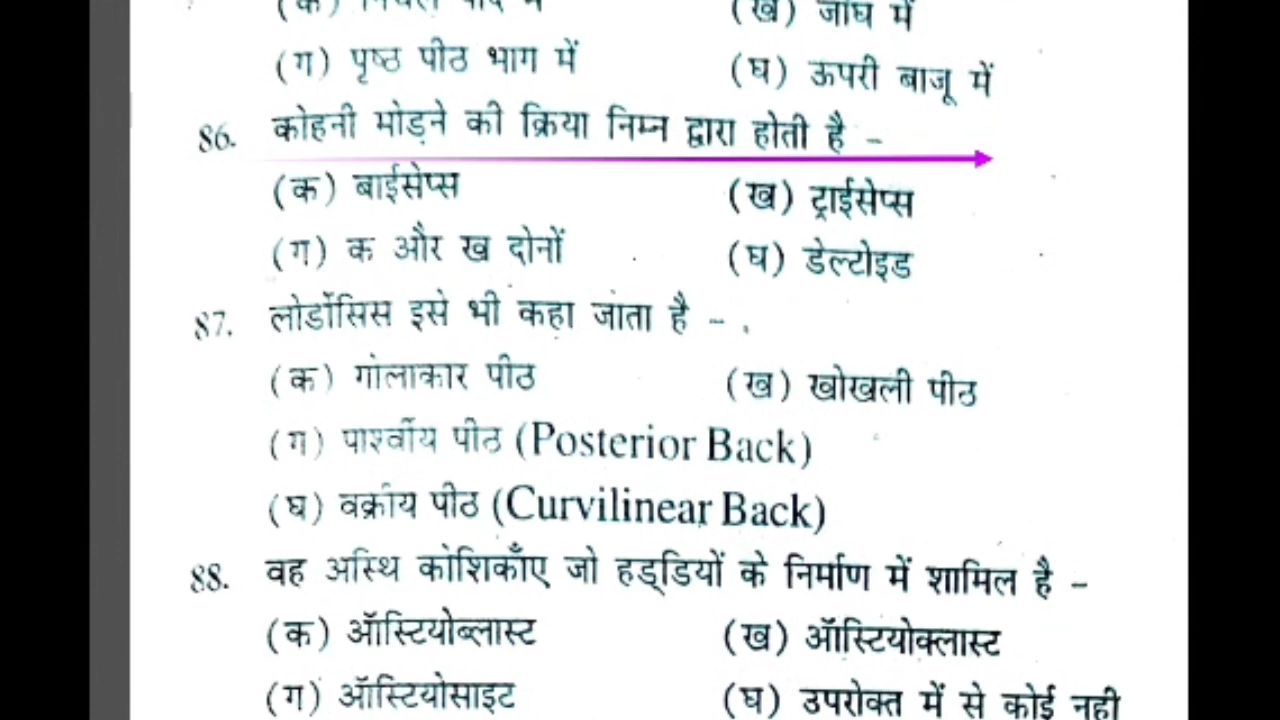 (ख) जांघ में
(ग) पृष्ठ पीठ भाग में (घ) ऊपरी बाजू में
86. कोहनी मोड़ने की क्रिया निम्न द्वारा होती है -
(क) बाईसेप्स (ख) ट्राईसेप्स
(ग) क और ख दोनों (घ) डेल्टोइड
87. लोर्डोसिस इसे भी कहा जाता है -
(क) गोलाकार पीठ (ख) खोखली पीठ
(ग) पार्श्वीय पीठ (Posterior Back)
(घ) वक्रीय पीठ (Curvilinear Back)
88. वह अस्थि कोशिकाँए जो हड्डियों के निर्माण में शामिल है -
(क) ऑस्टियोब्लास्ट (ख) ऑस्टियोक्लास्ट
(ग) ऑस्टियोसाइट (घ) उपरोक्त में से कोई नही